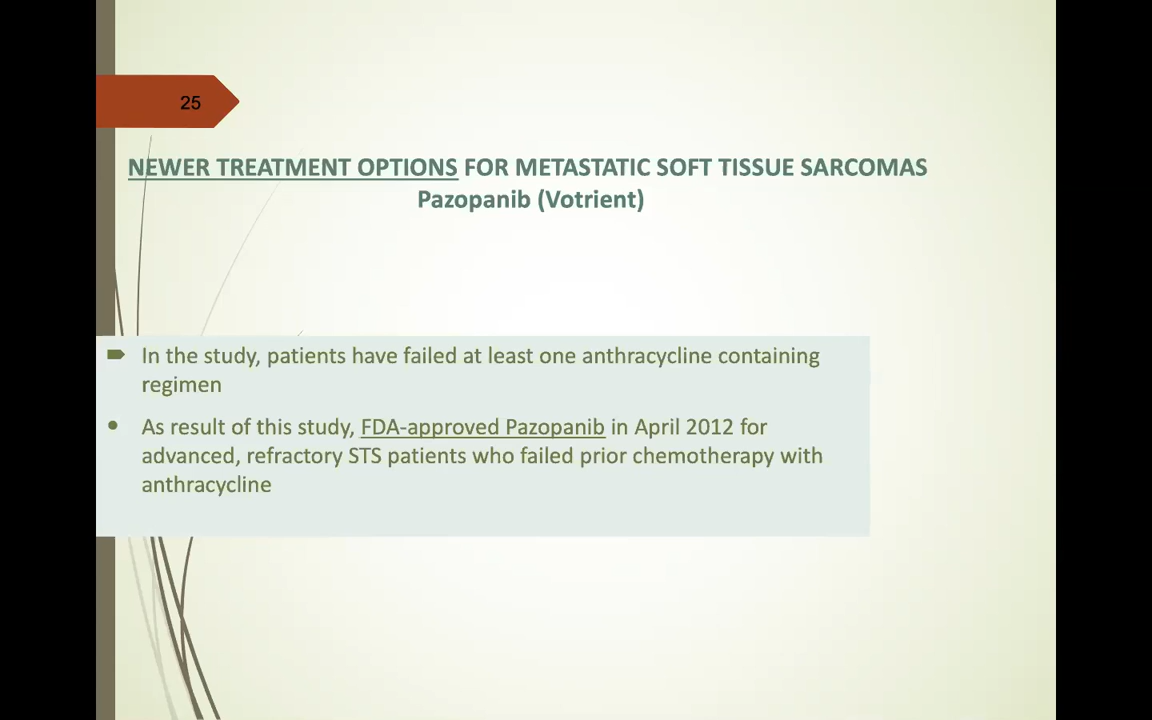 25
NEWER TREATMENT OPTIONS FOR METASTATIC SOFT TISSUE SARCOMAS
Pazopanib (Votrient)
In the study, patients have failed at least one anthracycline containing
regimen
As result of this study, FDA-approved Pazopanib in April 2012 for
advanced, refractory STS patients who failed prior chemotherapy with
anthracycline